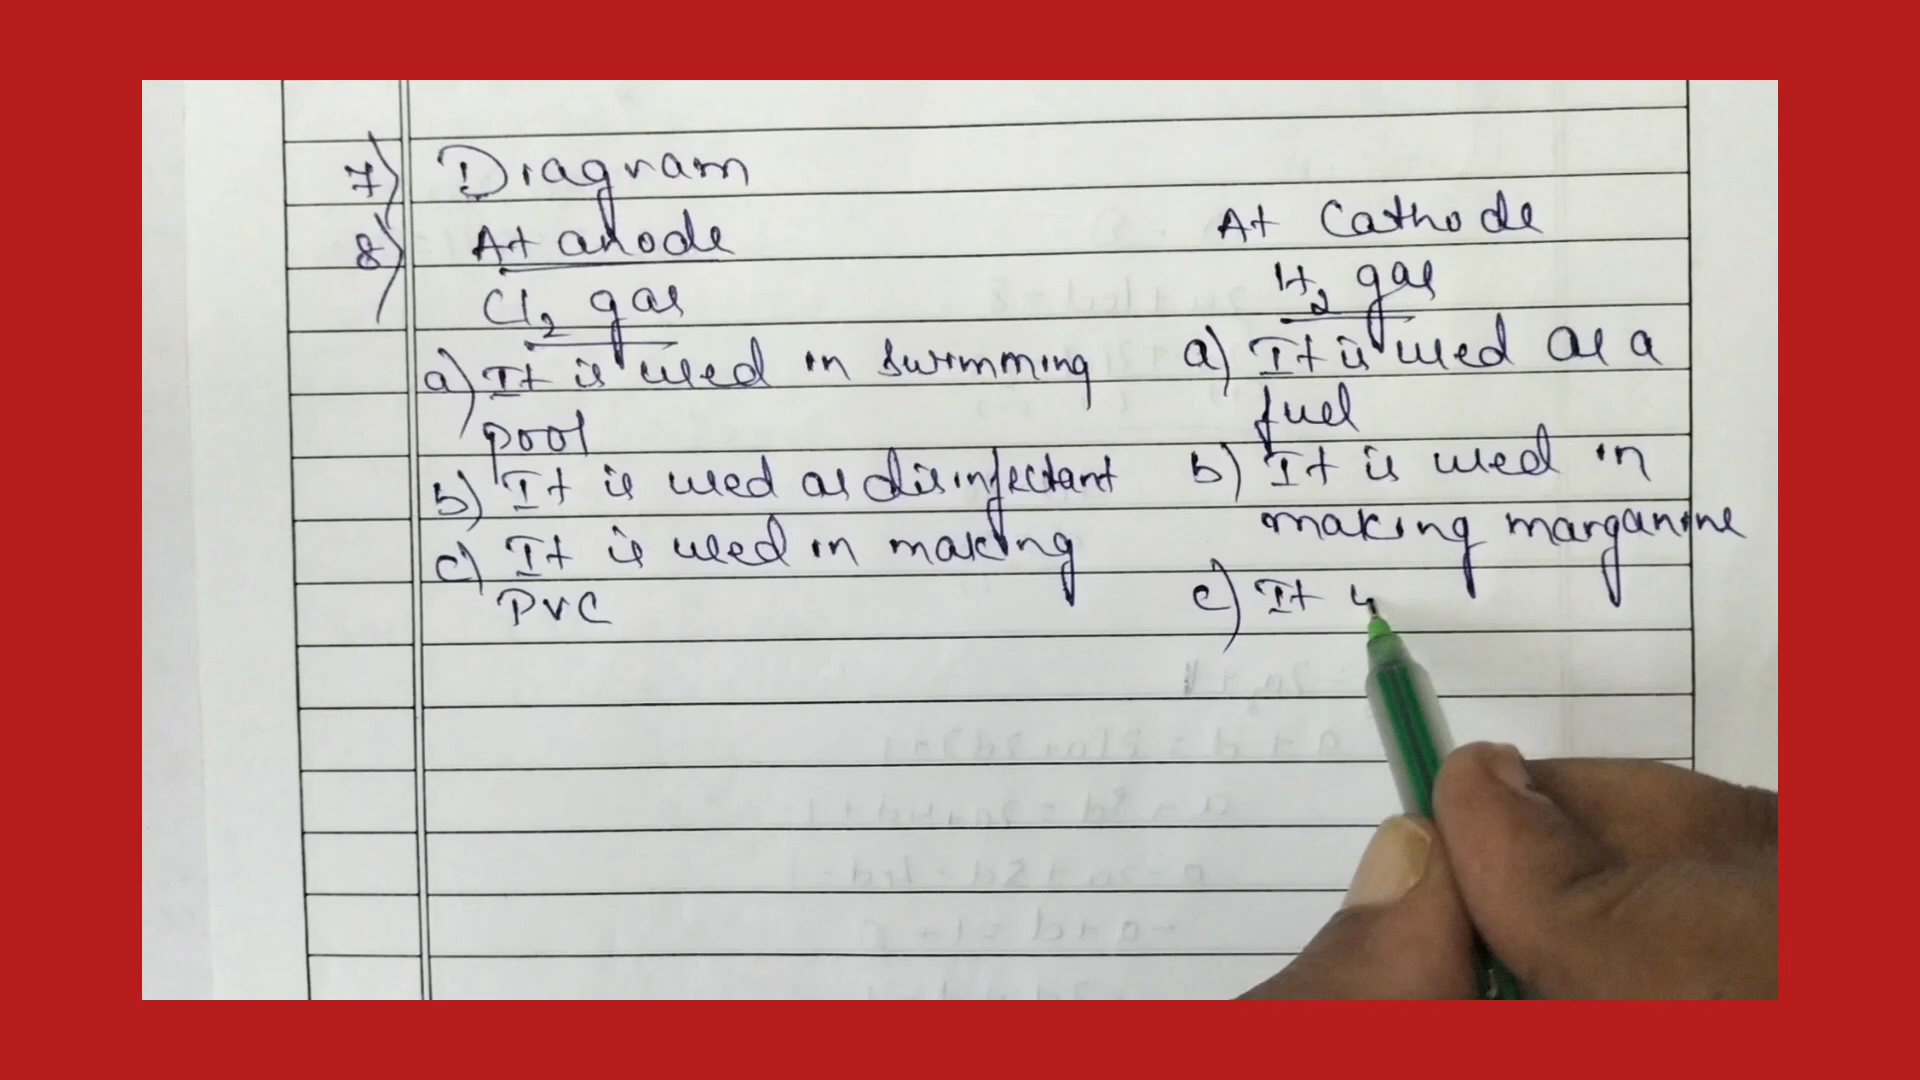 7) Diagram
8) At anode
Cl2 gas
a) It is used in swimming
pool
b) It is used as disinfectant
c) It is used in making
PVC
At Cathode
H2 gas
a) It is used as a
fuel
b) It is used in
making marganine
c) It